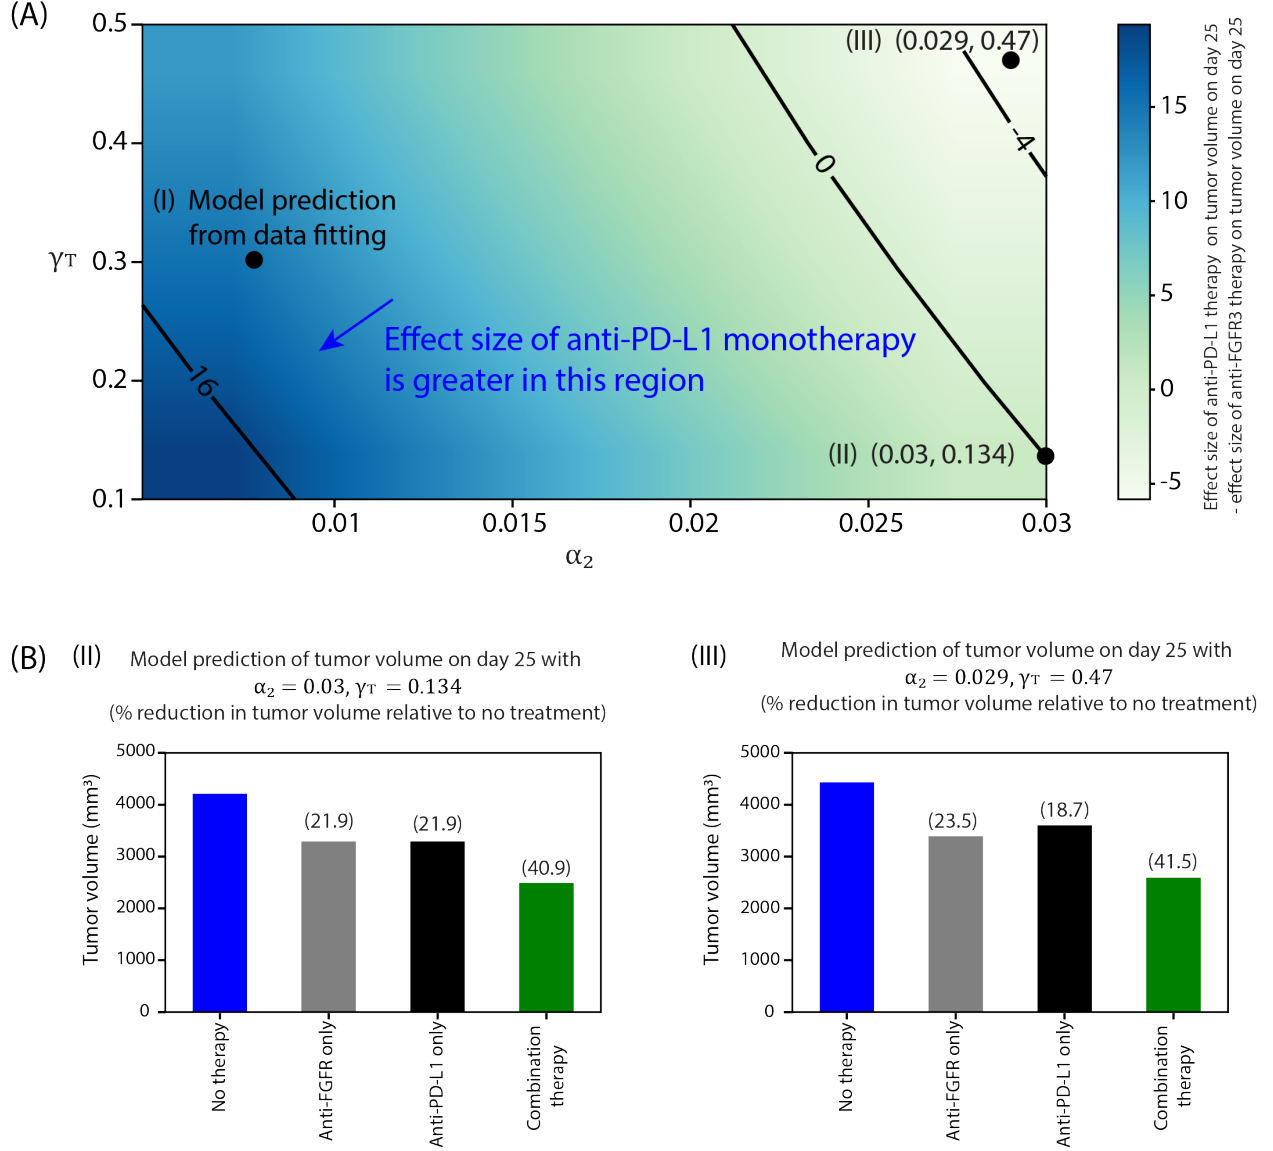 (A)
0.5
0.4
0.3
0.2
0.1
γT
(III) (0.029, 0.47)
-4
0
(I) Model prediction
from data fitting
16
Effect size of anti-PD-L1 monotherapy
is greater in this region
(II) (0.03, 0.134)
0.01
0.015
0.02
0.025
0.03
α2
15
10
5
0
-5
Effect size of anti-PD-L1 therapy on tumor volume on day 25
- effect size of anti-FGFR3 therapy on tumor volume on day 25
(B)
(II)
Model prediction of tumor volume on day 25 with
α2 = 0.03, γT = 0.134
(% reduction in tumor volume relative to no treatment)
5000
4000
3000
2000
1000
0
Tumor volume (mm³)
(21.9)
(21.9)
(40.9)
No therapy
Anti-FGFR only
Anti-PD-L1 only
Combination
therapy
(III)
Model prediction of tumor volume on day 25 with
α2 = 0.029, γT = 0.47
(% reduction in tumor volume relative to no treatment)
5000
4000
3000
2000
1000
0
Tumor volume (mm³)
(23.5)
(18.7)
(41.5)
No therapy
Anti-FGFR only
Anti-PD-L1 only
Combination
therapy